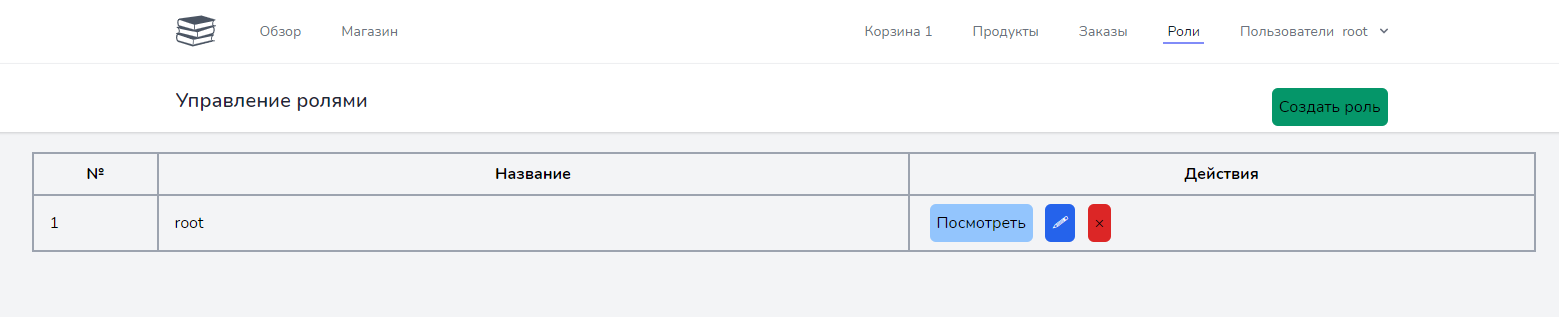 Обзор Магазин Корзина 1 Продукты Заказы Роли Пользователи root
Управление ролями Создать роль
№ Название Действия
1 root Посмотреть ×